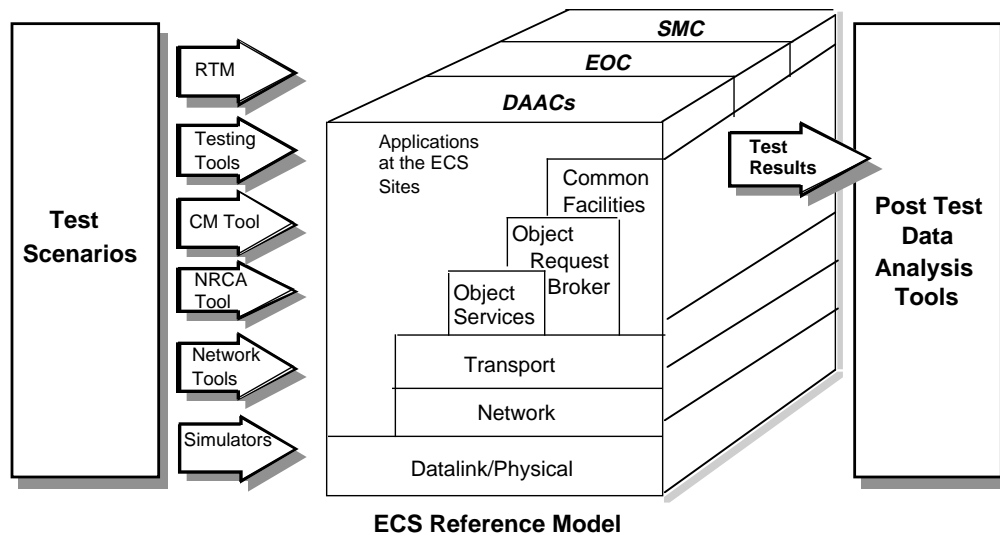 Test
Scenarios
RTM
Testing
Tools
CM Tool
NRCA
Tool
Network
Tools
Simulators
SMC
EOC
DAACs
Applications
at the ECS
Sites
Common
Facilities
Object
Request
Broker
Object
Services
Transport
Network
Datalink/Physical
Test
Results
Post Test
Data
Analysis
Tools
ECS Reference Model